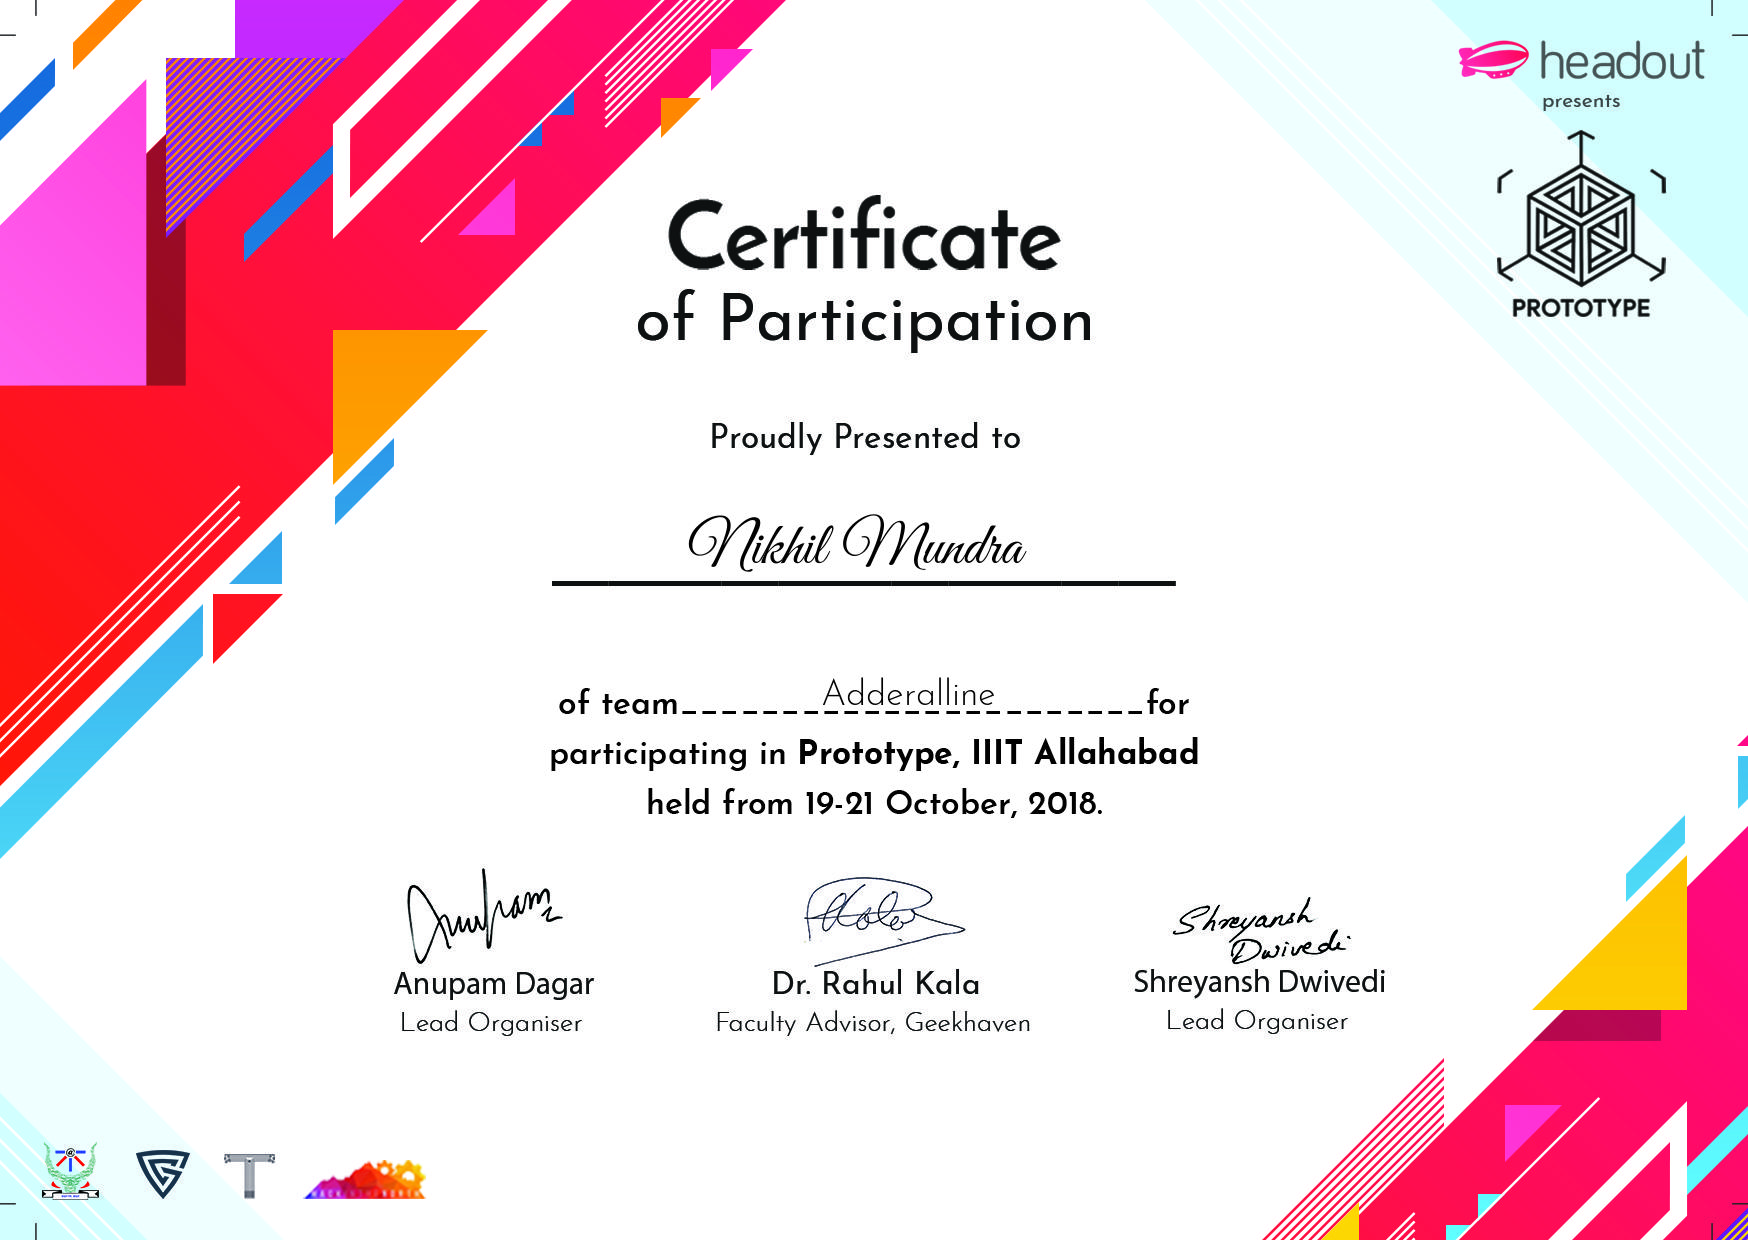 headout
presents
PROTOTYPE
Certificate
of Participation
Proudly Presented to
Nikhil Mundra
of team Adderalline for
participating in Prototype, IIIT Allahabad
held from 19-21 October, 2018.
Anupam
Anupam Dagar
Lead Organiser
Dr. Rahul Kala
Faculty Advisor, Geekhaven
Shreyansh
Dwivedi
Shreyansh Dwivedi
Lead Organiser